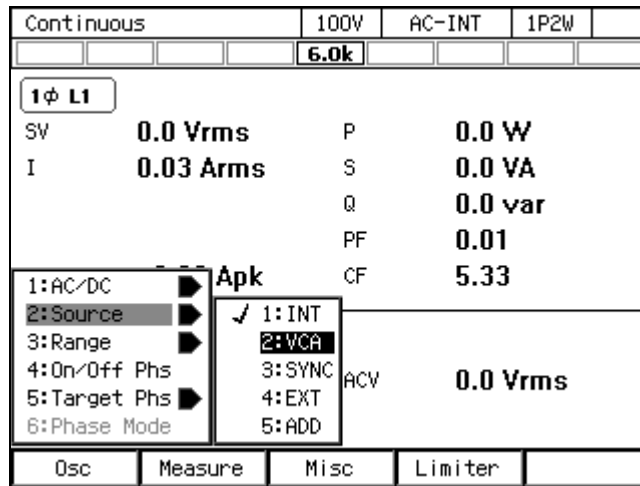 Continuous 100V AC-INT 1P2W
6.0k
1ϕ L1
SV 0.0 Vrms P 0.0 W
I 0.03 Arms S 0.0 VA
Q 0.0 var
PF 0.01
Apk CF 5.33
1:AC/DC
2:Source ✓ 1:INT
3:Range 2:VCA
4:On/Off Phs 3:SYNC ACV 0.0 Vrms
5:Target Phs 4:EXT
6:Phase Mode 5:ADD
Osc Measure Misc Limiter